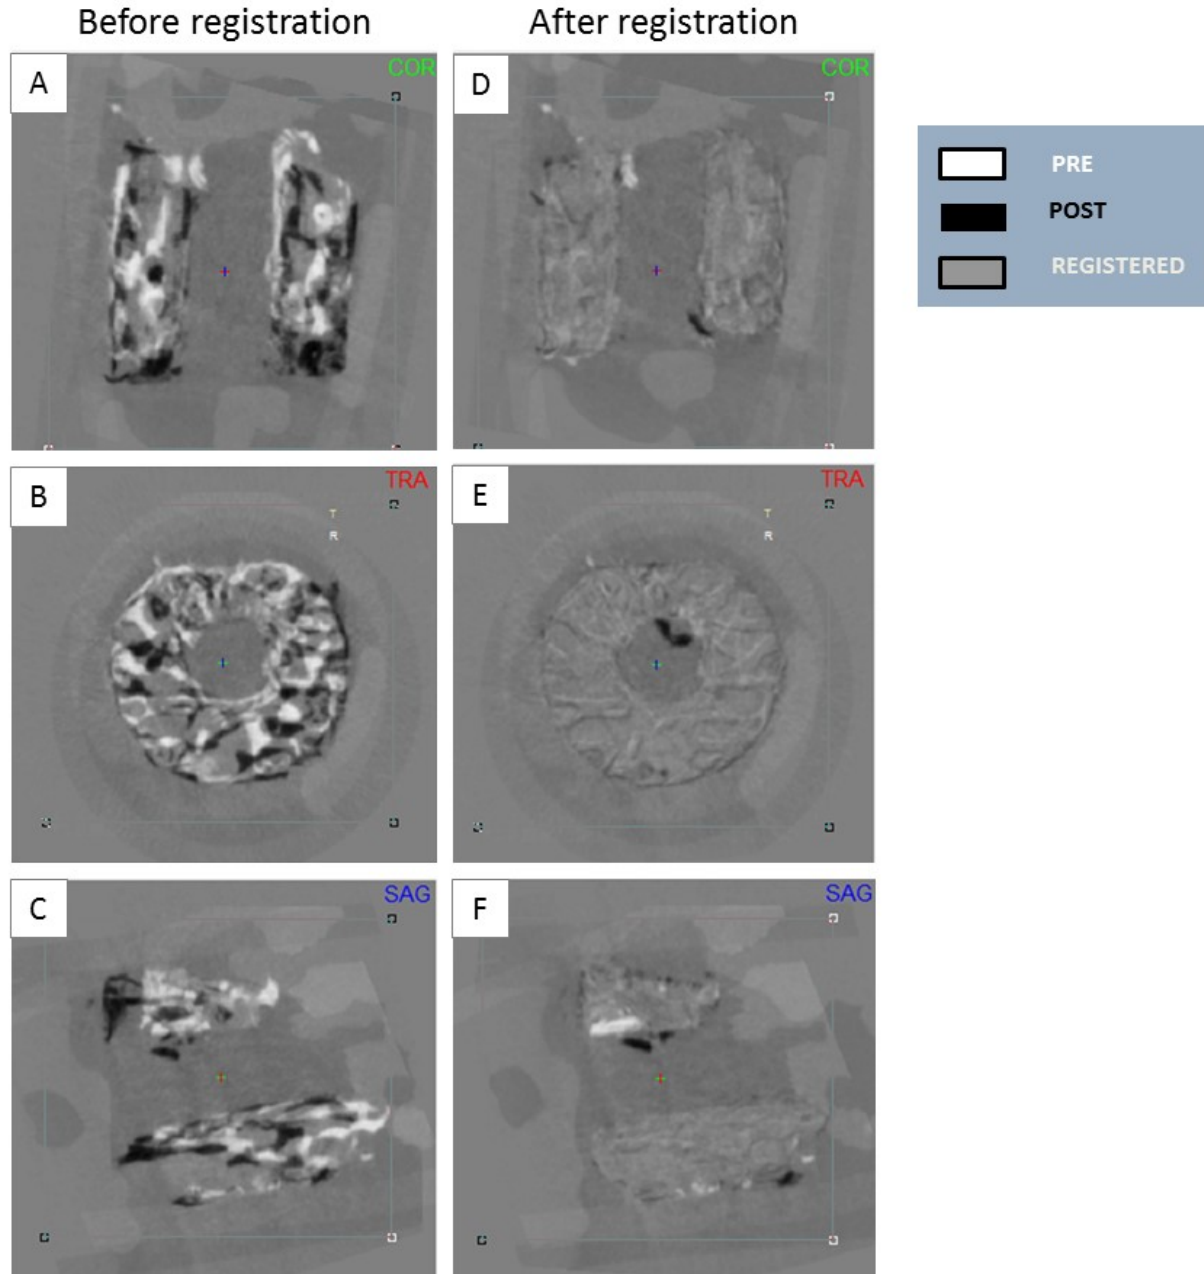 Before registration
After registration
A
COR
D
COR
PRE
POST
REGISTERED
B
TRA
T
R
E
TRA
T
R
C
SAG
F
SAG